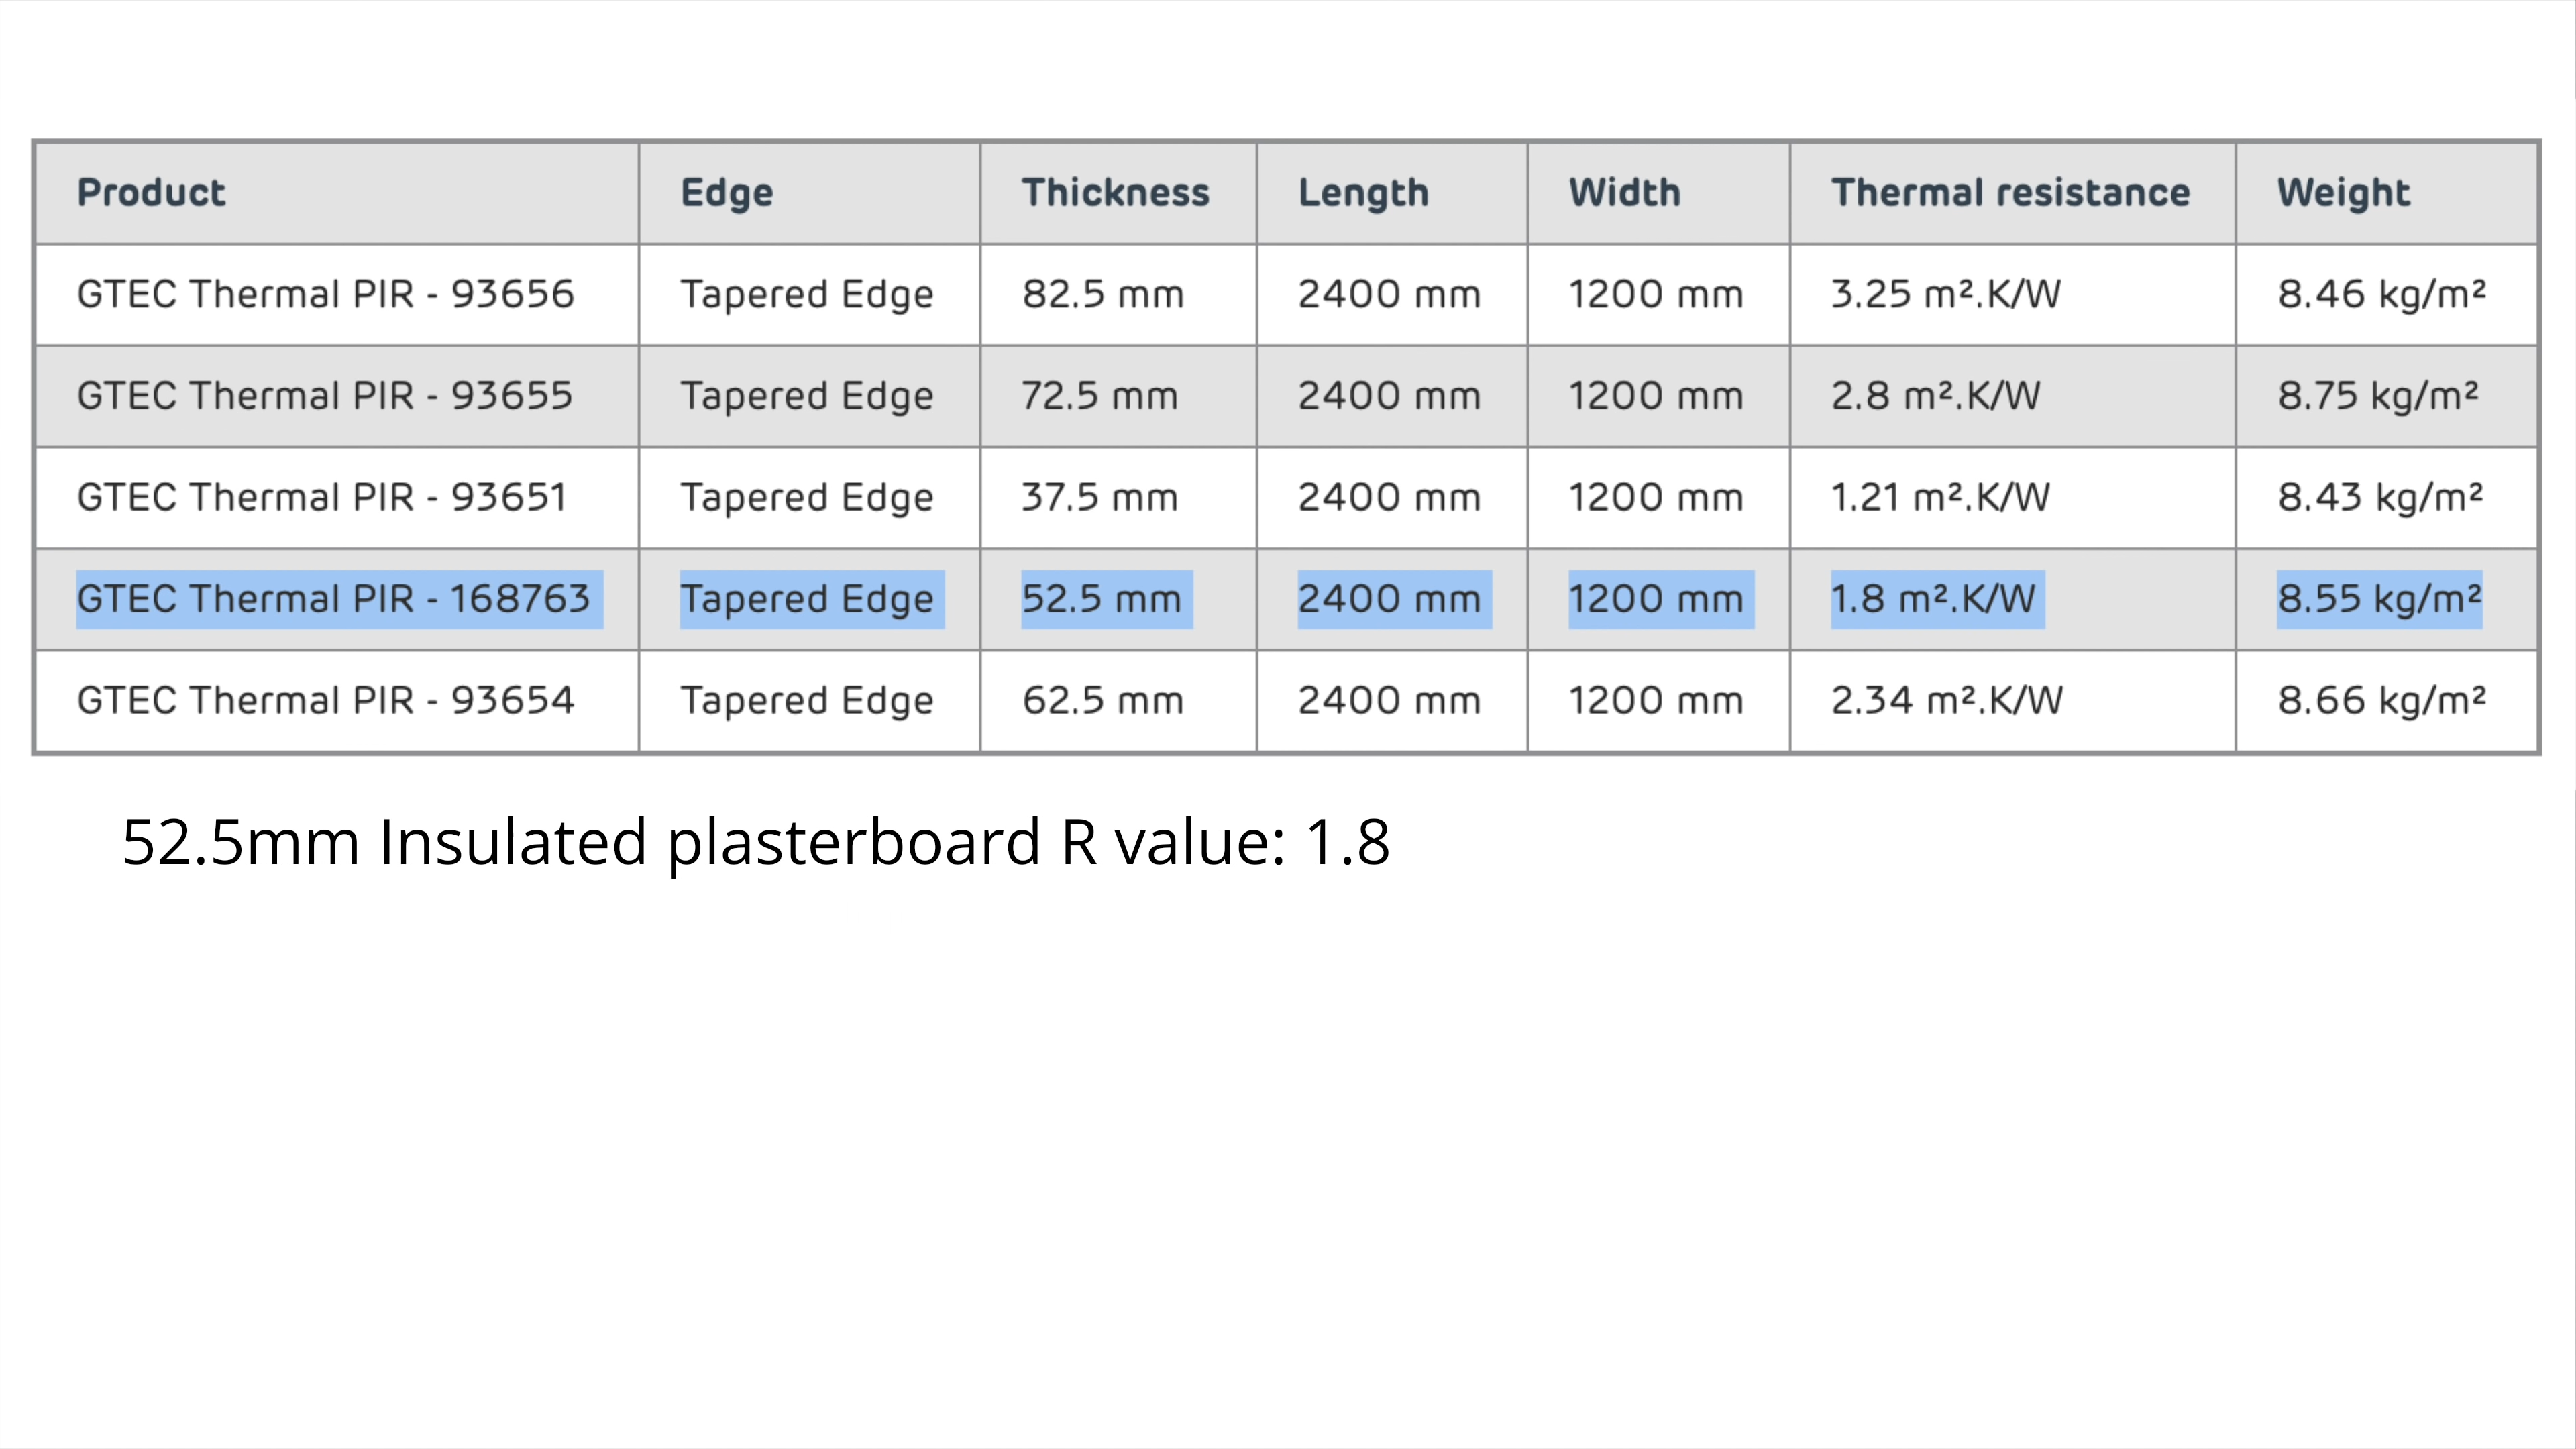 Product Edge Thickness Length Width Thermal resistance Weight
GTEC Thermal PIR - 93656 Tapered Edge 82.5 mm 2400 mm 1200 mm 3.25 m².K/W 8.46 kg/m²
GTEC Thermal PIR - 93655 Tapered Edge 72.5 mm 2400 mm 1200 mm 2.8 m².K/W 8.75 kg/m²
GTEC Thermal PIR - 93651 Tapered Edge 37.5 mm 2400 mm 1200 mm 1.21 m².K/W 8.43 kg/m²
GTEC Thermal PIR - 168763 Tapered Edge 52.5 mm 2400 mm 1200 mm 1.8 m².K/W 8.55 kg/m²
GTEC Thermal PIR - 93654 Tapered Edge 62.5 mm 2400 mm 1200 mm 2.34 m².K/W 8.66 kg/m²
52.5mm Insulated plasterboard R value: 1.8